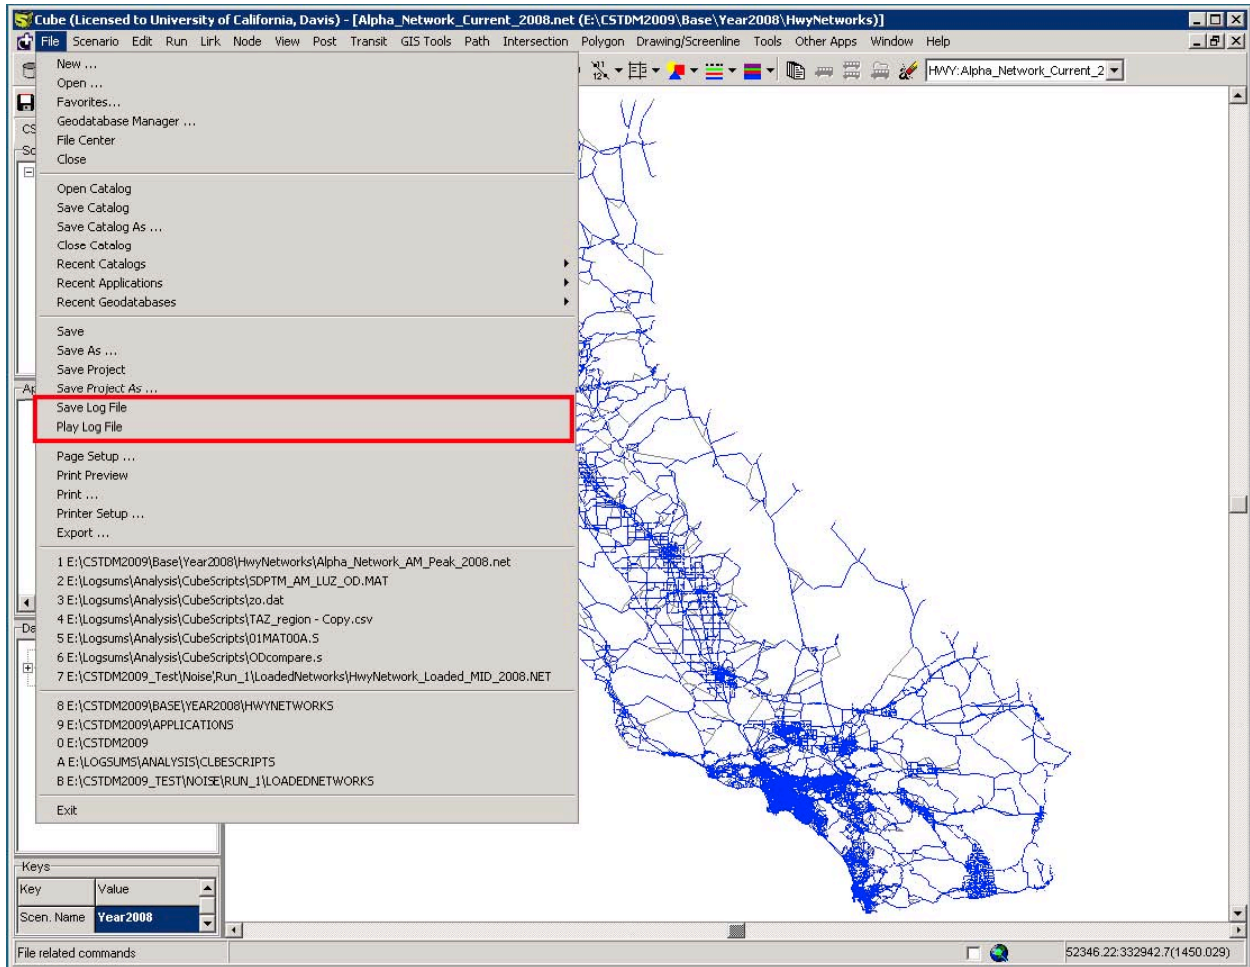 Cube (Licensed to University of California, Davis) - [Alpha_Network_Current_2008.net (E:\CSTDM2009\Base\Year2008\HwyNetworks)]
File Scenario Edit Run Link Node View Post Transit GIS Tools Path Intersection Polygon Drawing/Screenline Tools Other Apps Window Help
HWY:Alpha_Network_Current_2
New ...
Open ...
Favorites...
Geodatabase Manager ...
File Center
Close
Open Catalog
Save Catalog
Save Catalog As ...
Close Catalog
Recent Catalogs
Recent Applications
Recent Geodatabases
Save
Save As ...
Save Project
Save Project As ...
Save Log File
Play Log File
Page Setup ...
Print Preview
Print ...
Printer Setup ...
Export ...
1 E:\CSTDM2009\Base\Year2008\HwyNetworks\Alpha_Network_AM_Peak_2008.net
2 E:\Logsums\Analysis\CubeScripts\SDPTM_AM_LUZ_OD.MAT
3 E:\Logsums\Analysis\CubeScripts\zo.dat
4 E:\Logsums\Analysis\CubeScripts\TAZ_region - Copy.csv
5 E:\Logsums\Analysis\CubeScripts\01MAT00A.S
6 E:\Logsums\Analysis\CubeScripts\ODcompare.s
7 E:\CSTDM2009_Test\Noise\Run_1\LoadedNetworks\HwyNetwork_Loaded_MID_2008.NET
8 E:\CSTDM2009\BASE\YEAR2008\HWYNETWORKS
9 E:\CSTDM2009\APPLICATIONS
0 E:\CSTDM2009
A E:\LOGSUMS\ANALYSIS\CUBESCRIPTS
B E:\CSTDM2009_TEST\NOISE\RUN_1\LOADEDNETWORKS
Exit
Keys
Key Value
Scen. Name Year2008
File related commands
52346.22:332942.7(1450.029)